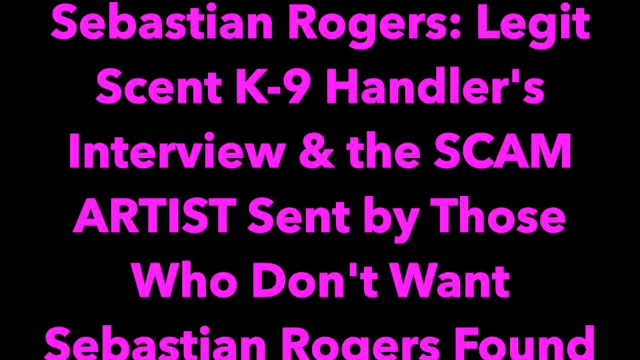 Sebastian Rogers: Legit
Scent K-9 Handler's
Interview & the SCAM
ARTIST Sent by Those
Who Don't Want
Sebastian Rogers Found